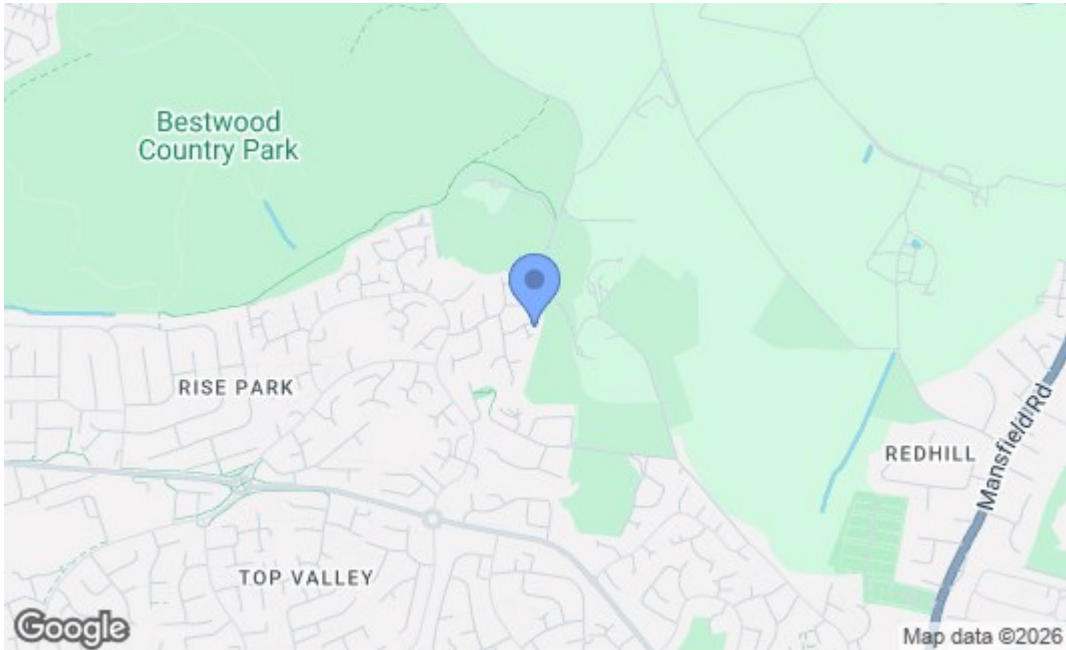 Bestwood
Country Park
RISE PARK
REDHILL
Mansfield Rd
TOP VALLEY
Google
Map data ©2026